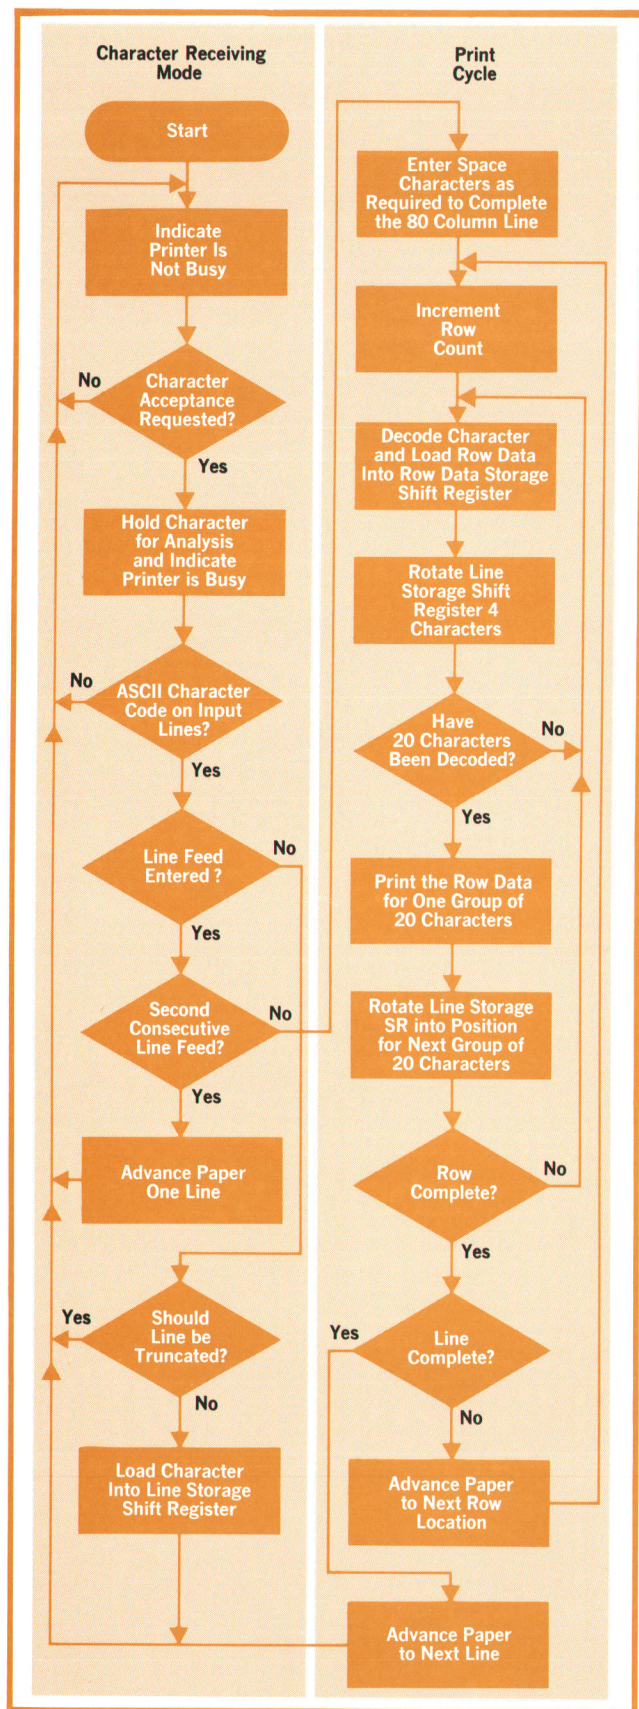 Character Receiving
Mode
Start
Indicate
Printer Is
Not Busy
No
Character
Acceptance
Requested?
Yes
Hold Character
for Analysis
and Indicate
Printer is Busy
No
ASCII Character
Code on Input
Lines?
Yes
Line Feed
Entered ?
No
Yes
Second
Consecutive
Line Feed?
No
Yes
Advance Paper
One Line
Yes
Should
Line be
Truncated?
No
Load Character
Into Line Storage
Shift Register
Print
Cycle
Enter Space
Characters as
Required to Complete
the 80 Column Line
Increment
Row
Count
Decode Character
and Load Row Data
Into Row Data Storage
Shift Register
Rotate Line
Storage Shift
Register 4
Characters
Have
20 Characters
Been Decoded?
No
Yes
Print the Row Data
for One Group of
20 Characters
Rotate Line Storage
SR into Position
for Next Group of
20 Characters
Row
Complete?
No
Yes
Yes
Line
Complete?
No
Advance Paper
to Next Row
Location
Advance Paper
to Next Line